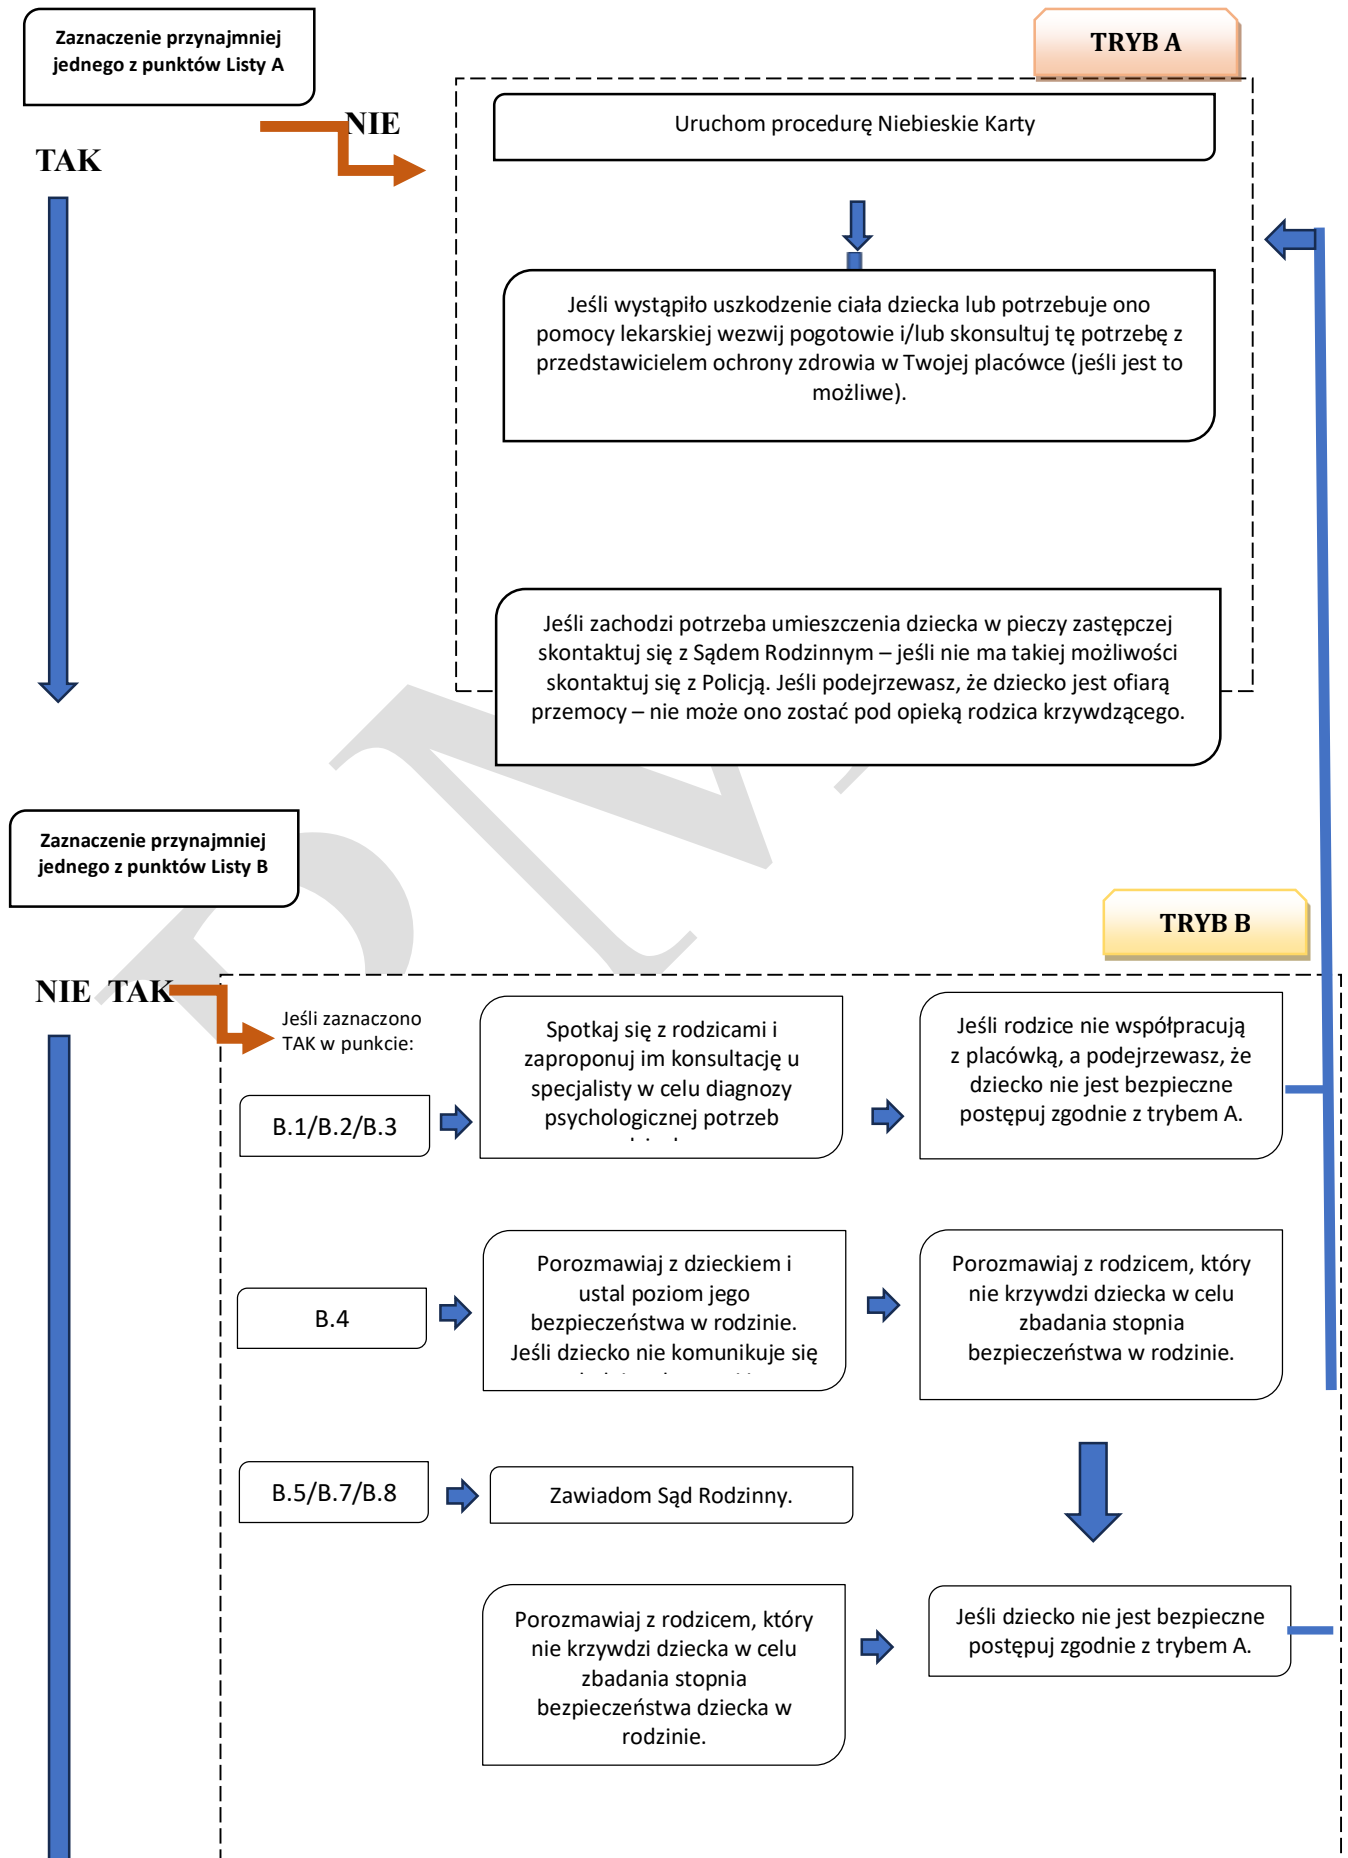 Zaznaczenie przynajmniej
jednego z punktów Listy A
TRYB A
NIE
TAK
Uruchom procedurę Niebieskie Karty
Jeśli wystąpiło uszkodzenie ciała dziecka lub potrzebuje ono
pomocy lekarskiej wezwij pogotowie i/lub skonsultuj tę potrzebę z
przedstawicielem ochrony zdrowia w Twojej placówce (jeśli jest to
możliwe).
Jeśli zachodzi potrzeba umieszczenia dziecka w pieczy zastępczej
skontaktuj się z Sądem Rodzinnym – jeśli nie ma takiej możliwości
skontaktuj się z Policją. Jeśli podejrzewasz, że dziecko jest ofiarą
przemocy – nie może ono zostać pod opieką rodzica krzywdzącego.
Zaznaczenie przynajmniej
jednego z punktów Listy B
TRYB B
NIE TAK
Jeśli zaznaczono
TAK w punkcie:
B.1/B.2/B.3
Spotkaj się z rodzicami i
zaproponuj im konsultację u
specjalisty w celu diagnozy
psychologicznej potrzeb
Jeśli rodzice nie współpracują
z placówką, a podejrzewasz, że
dziecko nie jest bezpieczne
postępuj zgodnie z trybem A.
B.4
Porozmawiaj z dzieckiem i
ustal poziom jego
bezpieczeństwa w rodzinie.
Jeśli dziecko nie komunikuje się
Porozmawiaj z rodzicem, który
nie krzywdzi dziecka w celu
zbadania stopnia
bezpieczeństwa w rodzinie.
B.5/B.7/B.8
Zawiadom Sąd Rodzinny.
Porozmawiaj z rodzicem, który
nie krzywdzi dziecka w celu
zbadania stopnia
bezpieczeństwa dziecka w
rodzinie.
Jeśli dziecko nie jest bezpieczne
postępuj zgodnie z trybem A.